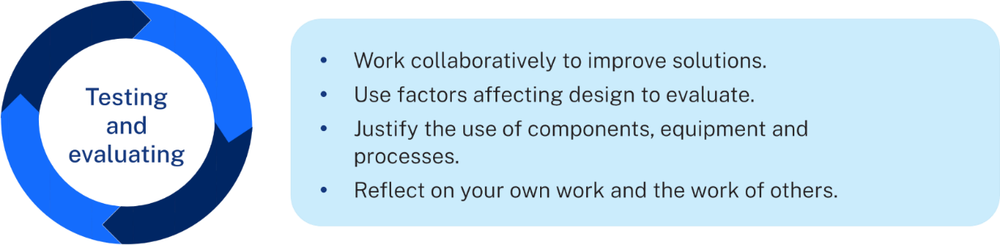 Testing
and
evaluating
• Work collaboratively to improve solutions.
• Use factors affecting design to evaluate.
• Justify the use of components, equipment and
processes.
• Reflect on your own work and the work of others.